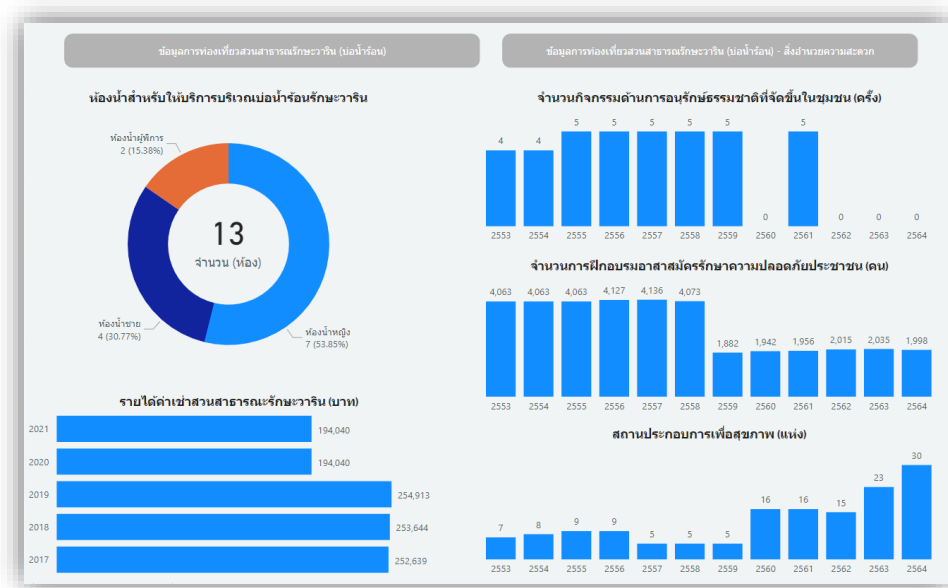 ข้อมูลการท่องเที่ยวสวนสาธารณรักษะวาริน (บ่อน้ำร้อน)
ห้องน้ำสำหรับให้บริการบริเวณบ่อน้ำร้อนรักษะวาริน
ห้องน้ำผู้พิการ
2 (15.38%)
13
จำนวน (ห้อง)
ห้องน้ำชาย
4 (30.77%)
ห้องน้ำหญิง
7 (53.85%)
รายได้ค่าเช่าสวนสาธารณะรักษะวาริน (บาท)
2021 194,040
2020 194,040
2019 254,913
2018 253,644
2017 252,639
ข้อมูลการท่องเที่ยวสวนสาธารณรักษะวาริน (บ่อน้ำร้อน) - สิ่งอำนวยความสะดวก
จำนวนกิจกรรมด้านการอนุรักษ์ธรรมชาติที่จัดขึ้นในชุมชน (ครั้ง)
4 4 5 5 5 5 5 0 5 0 0 0
2553 2554 2555 2556 2557 2558 2559 2560 2561 2562 2563 2564
จำนวนการฝึกอบรมอาสาสมัครรักษาความปลอดภัยประชาชน (คน)
4,063 4,063 4,063 4,127 4,136 4,073 1,882 1,942 1,956 2,015 2,035 1,998
2553 2554 2555 2556 2557 2558 2559 2560 2561 2562 2563 2564
สถานประกอบการเพื่อสุขภาพ (แห่ง)
7 8 9 9 5 5 5 16 16 15 23 30
2553 2554 2555 2556 2557 2558 2559 2560 2561 2562 2563 2564